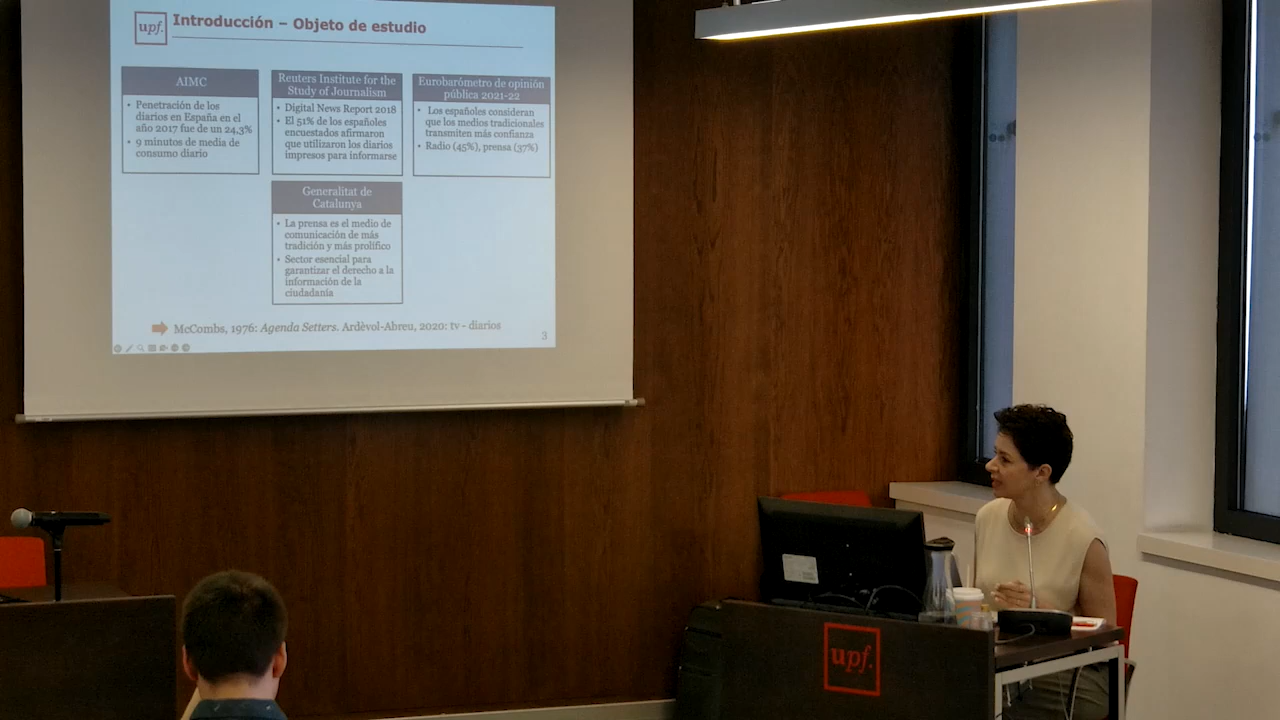 upf.
Introducción – Objeto de estudio
AIMC
• Penetración de los
diarios en España en el
año 2017 fue de un 24,3%
• 9 minutos de media de
consumo diario
Reuters Institute for the
Study of Journalism
• Digital News Report 2018
• El 51% de los españoles
encuestados afirmaron
que utilizaron los diarios
impresos para informarse
Eurobarómetro de opinión
pública 2021-22
• Los españoles consideran
que los medios tradicionales
transmiten más confianza
• Radio (45%), prensa (37%)
Generalitat de
Catalunya
• La prensa es el medio de
comunicación de más
tradición y más prolífico
• Sector esencial para
garantizar el derecho a la
información de la
ciudadanía
McCombs, 1976: Agenda Setters. Ardèvol-Abreu, 2020: tv - diarios
3
upf.